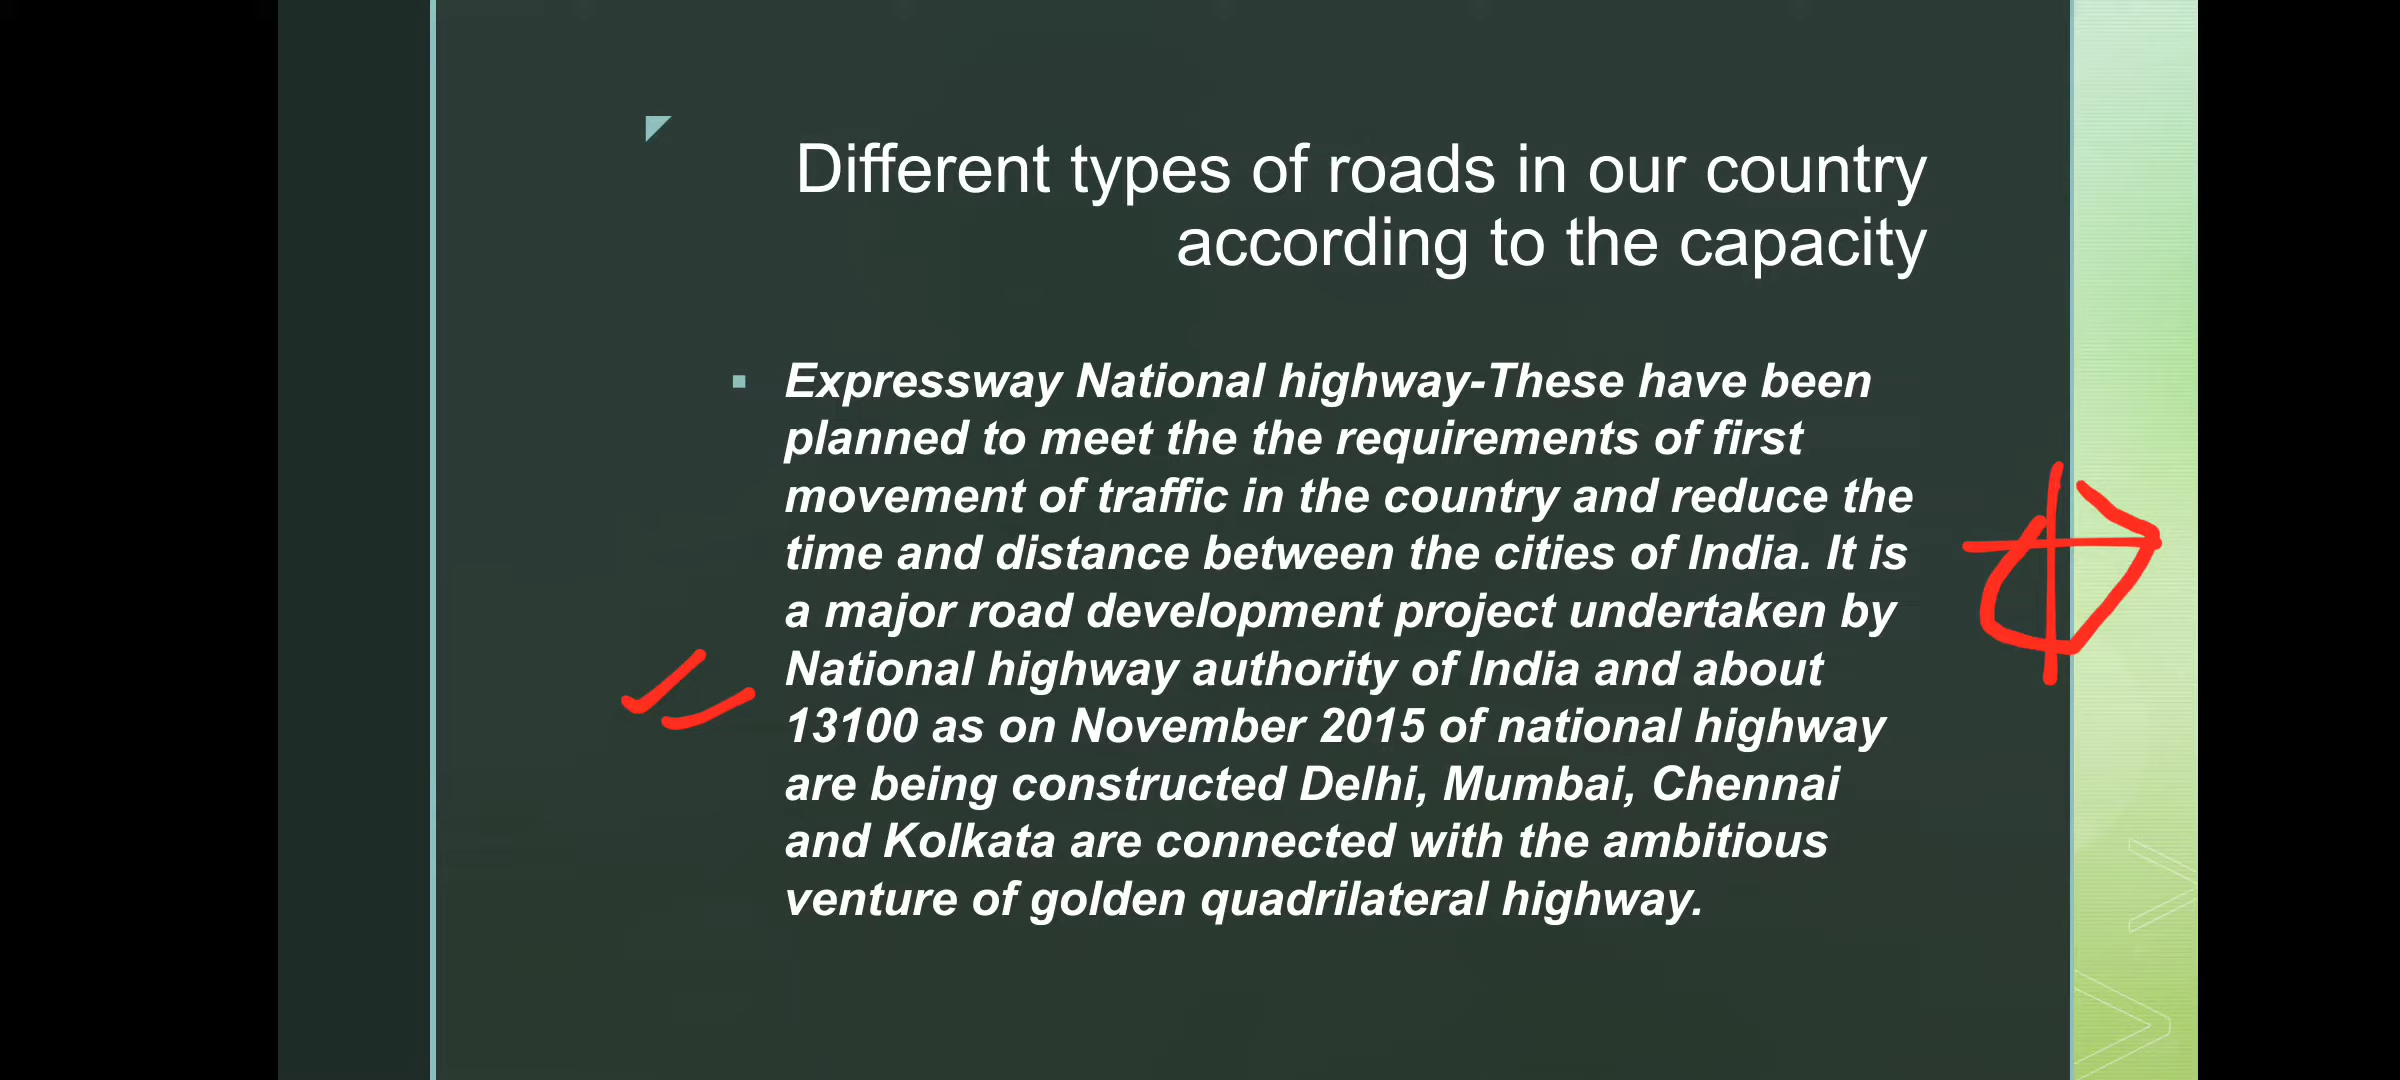 Different types of roads in our country
according to the capacity
Expressway National highway-These have been
planned to meet the the requirements of first
movement of traffic in the country and reduce the
time and distance between the cities of India. It is
a major road development project undertaken by
National highway authority of India and about
13100 as on November 2015 of national highway
are being constructed Delhi, Mumbai, Chennai
and Kolkata are connected with the ambitious
venture of golden quadrilateral highway.